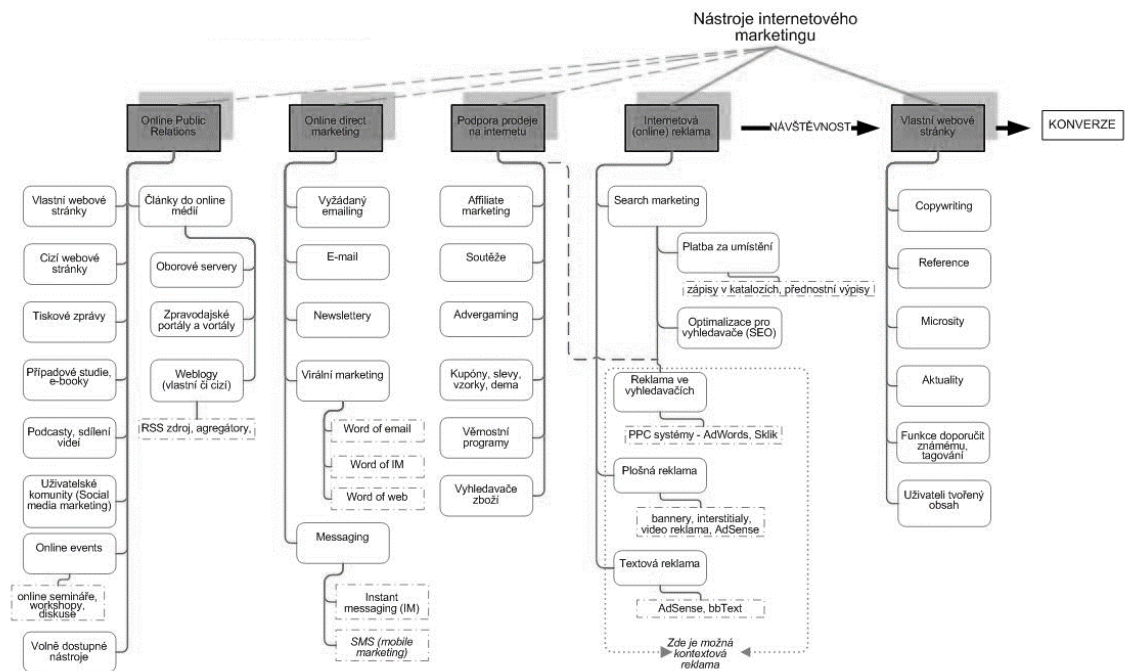 Nástroje internetového
marketingu
Online Public
Relations
Online direct
marketing
Podpora prodeje
na internetu
Internetová
(online) reklama
NÁVŠTĚVNOST
Vlastní webové
stránky
KONVERZE
Vlastní webové
stránky
Cizí webové
stránky
Tiskové zprávy
Případové studie,
e-booky
Podcasty, sdílení
videí
Uživatelské
komunity (Social
media marketing)
Online events
online semináře,
workshopy,
diskuse
Volně dostupné
nástroje
Články do online
médií
Oborové servery
Zpravodajské
portály a vortály
Weblogy
(vlastní či cizí)
RSS zdroj, agregátory,
Vyžádaný
emailing
E-mail
Newslettery
Virální marketing
Word of email
Word of IM
Word of web
Messaging
Instant
messaging (IM)
SMS (mobile
marketing)
Affiliate
marketing
Soutěže
Advergaming
Kupóny, slevy,
vzorky, dema
Věrnostní
programy
Vyhledavače
zboží
Search marketing
Platba za umístění
zápisy v katalozích, přednostní výpisy
Optimalizace pro
vyhledavače (SEO)
Reklama ve
vyhledavačích
PPC systémy - AdWords, Sklik
Plošná reklama
bannery, interstitialy,
video reklama, AdSense
Textová reklama
AdSense, bbText
Zde je možná
kontextová
reklama
Copywriting
Reference
Microsity
Aktuality
Funkce doporučit
známému,
tagování
Uživateli tvořený
obsah